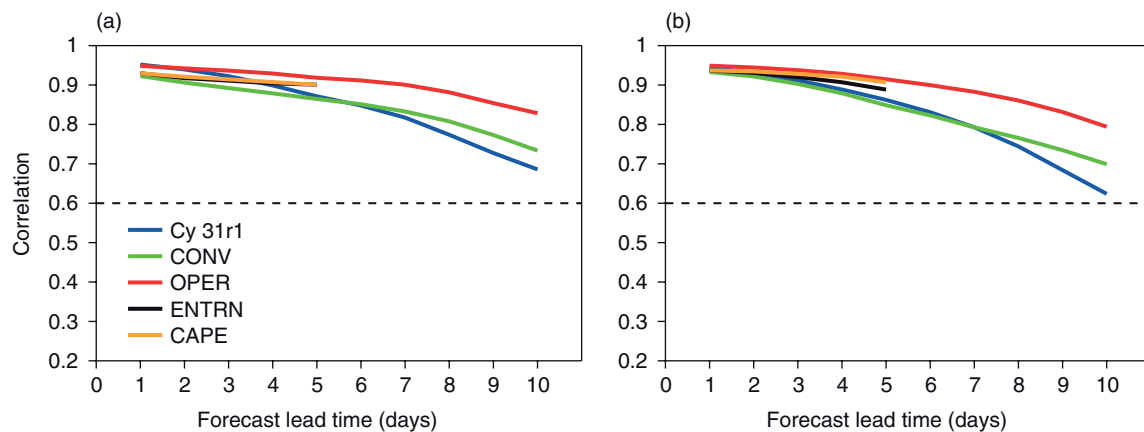 (a)
1
0.9
0.8
0.7
0.6
0.5
0.4
0.3
0.2
Correlation
Cy 31r1
CONV
OPER
ENTRN
CAPE
0 1 2 3 4 5 6 7 8 9 10
Forecast lead time (days)
(b)
1
0.9
0.8
0.7
0.6
0.5
0.4
0.3
0.2
0 1 2 3 4 5 6 7 8 9 10
Forecast lead time (days)